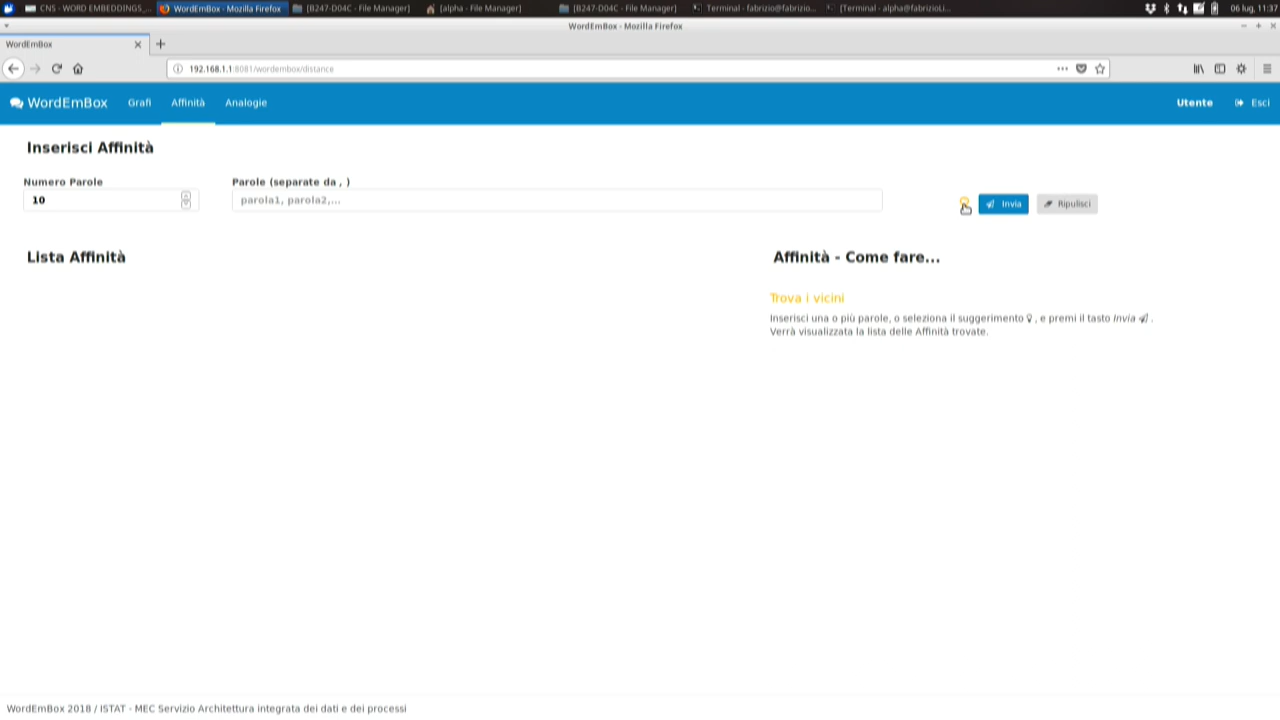 CNS - WORD EMBEDDINGS_... WordEmBox - Mozilla Firefox [B247-D04C - File Manager] [alpha - File Manager] [B247-D04C - File Manager] Terminal - fabrizio@fabrizio... [Terminal - alpha@fabrizioLi... 06 lug, 11:37
WordEmBox - Mozilla Firefox
WordEmBox
192.168.1.1:8081/wordembox/distance
WordEmBox Grafi Affinità Analogie Utente Esci
Inserisci Affinità
Numero Parole Parole (separate da , )
10 parola1, parola2,... Invia Ripulisci
Lista Affinità Affinità - Come fare...
Trova i vicini
Inserisci una o più parole, o seleziona il suggerimento , e premi il tasto Invia .
Verrà visualizzata la lista delle Affinità trovate.
WordEmBox 2018 / ISTAT - MEC Servizio Architettura integrata dei dati e dei processi